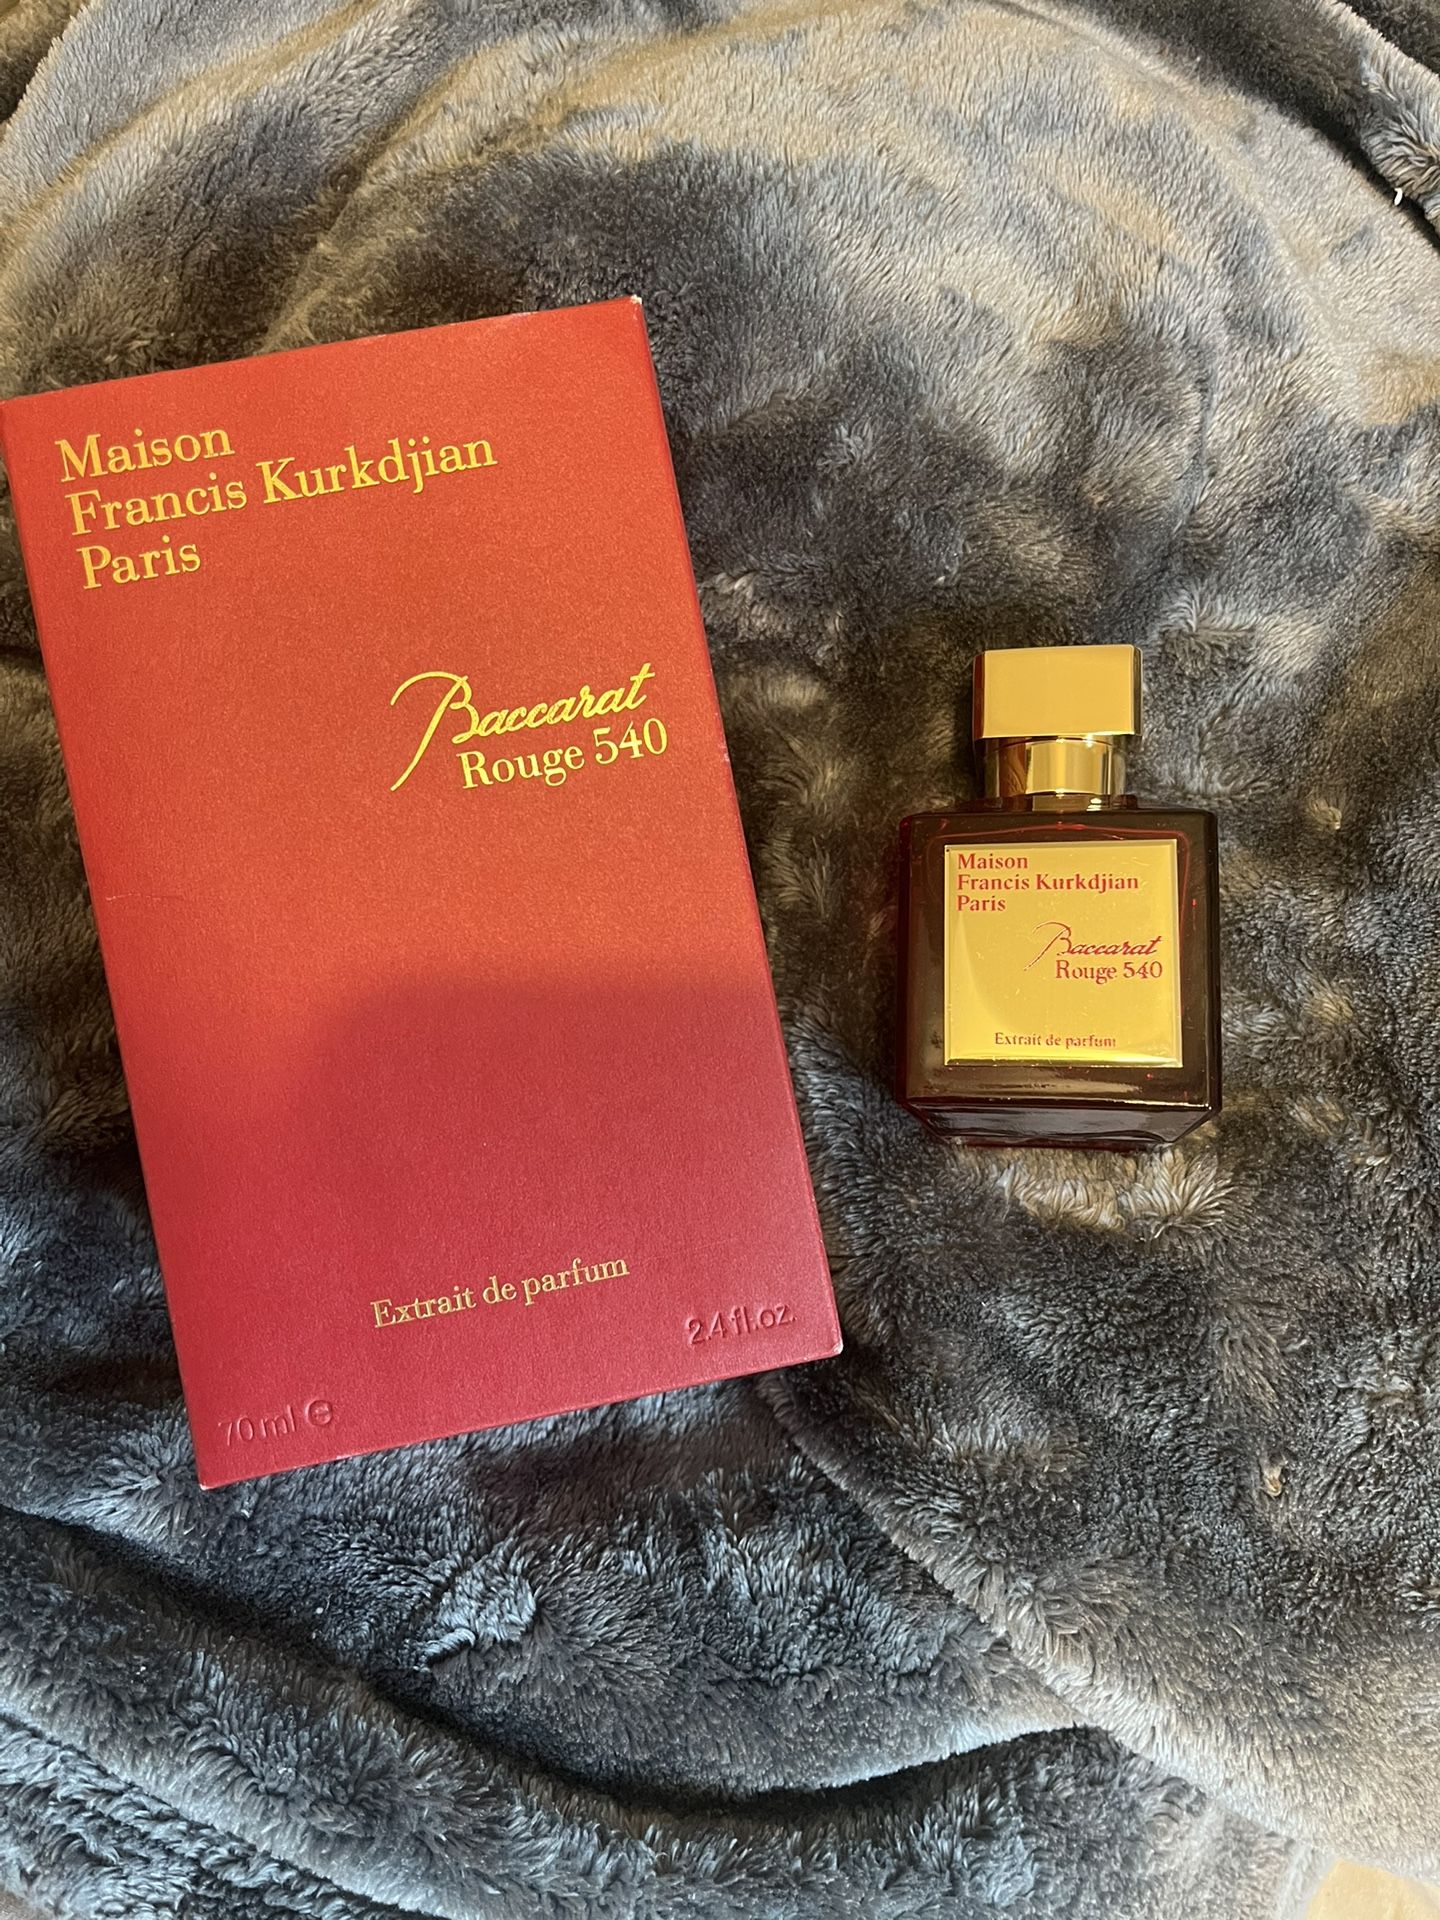 Maison
Francis Kurkdjian
Paris
Baccarat
Rouge 540
Extrait de parfum
70 ml ℮
2.4 fl.oz.
Maison
Francis Kurkdjian
Paris
Baccarat
Rouge 540
Extrait de parfum